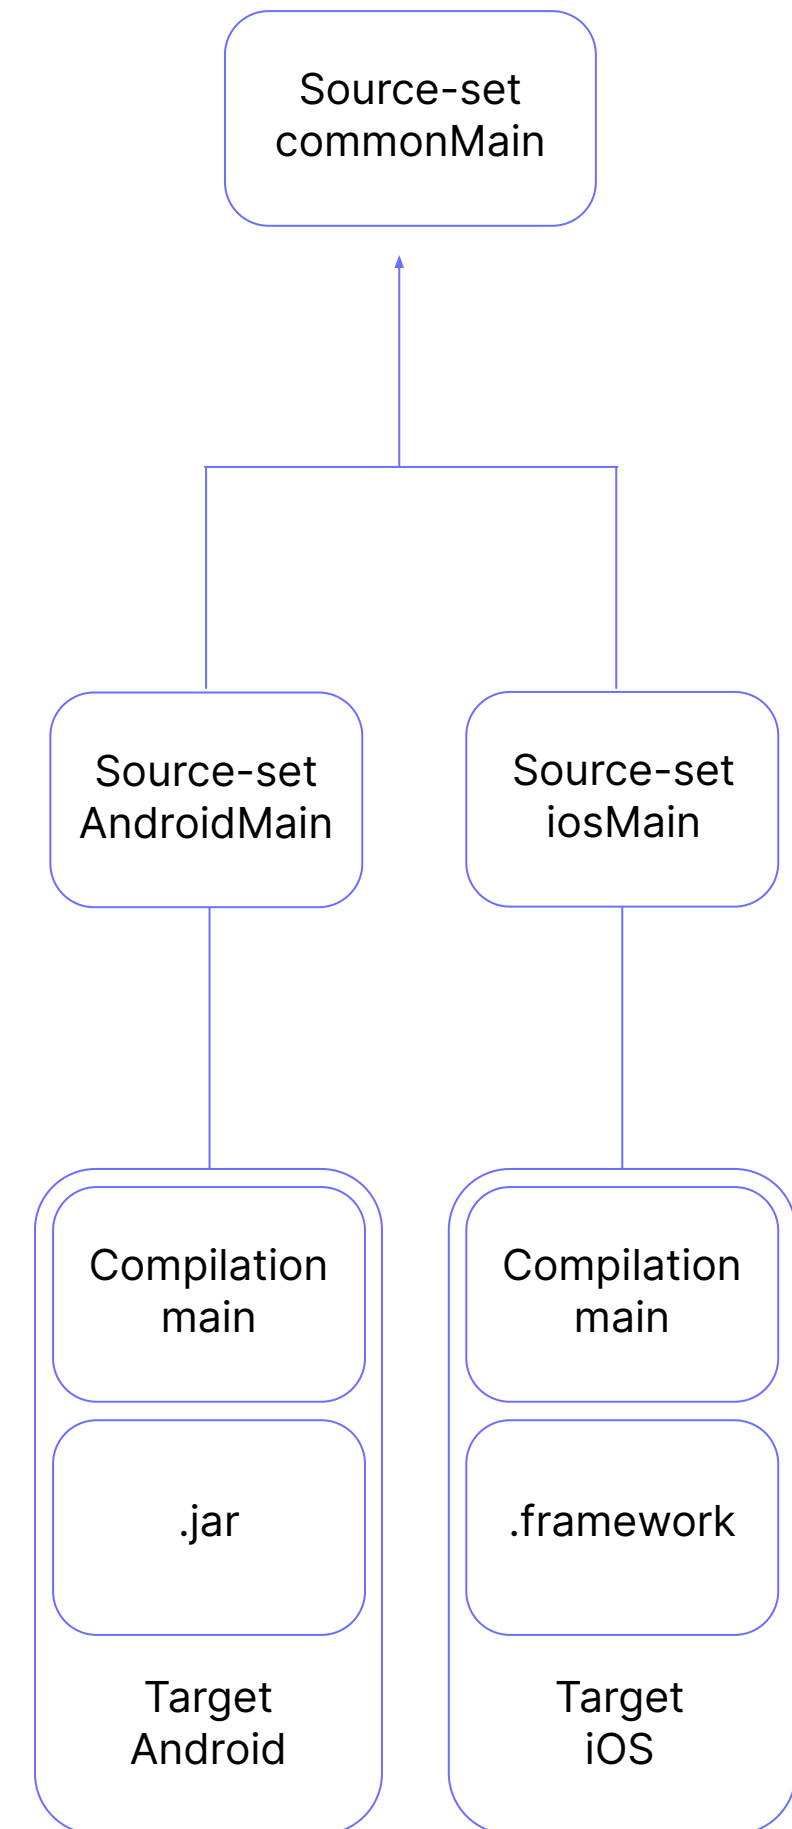 Source-set
commonMain
Source-set
AndroidMain
Source-set
iosMain
Compilation
main
.jar
Target
Android
Compilation
main
.framework
Target
iOS